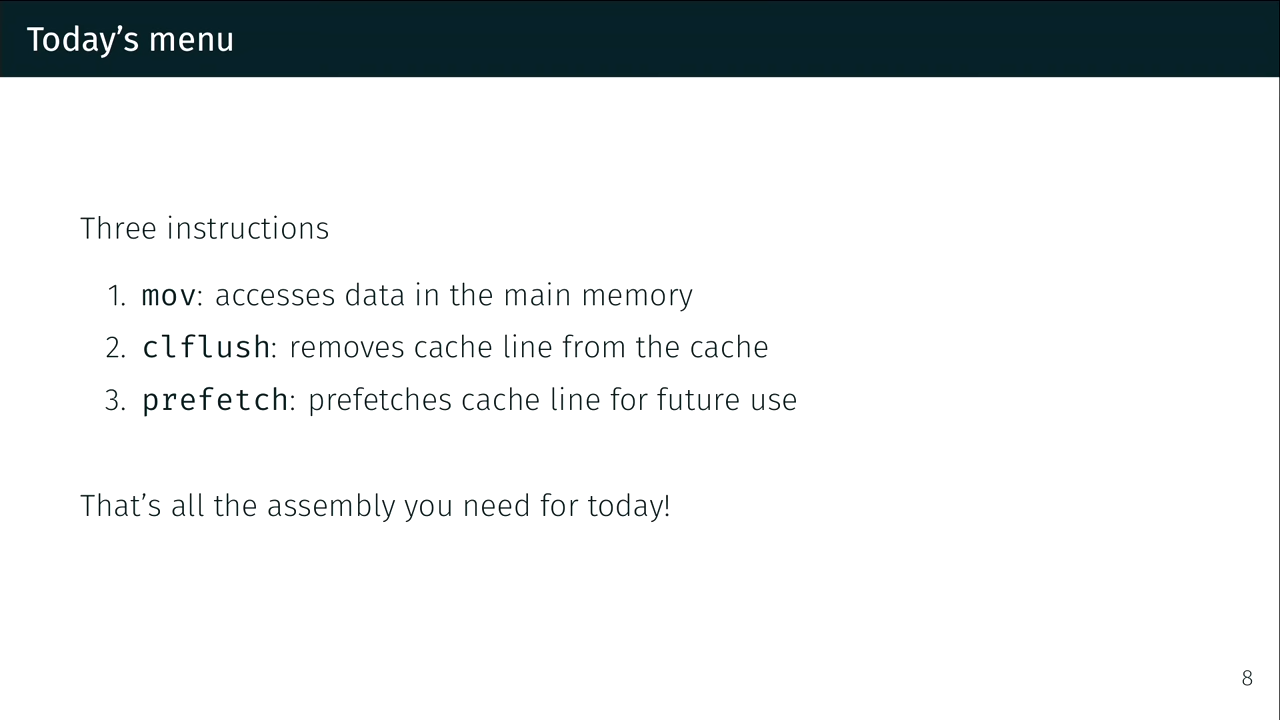 Today’s menu
Three instructions
1. mov: accesses data in the main memory
2. clflush: removes cache line from the cache
3. prefetch: prefetches cache line for future use
That’s all the assembly you need for today!
8